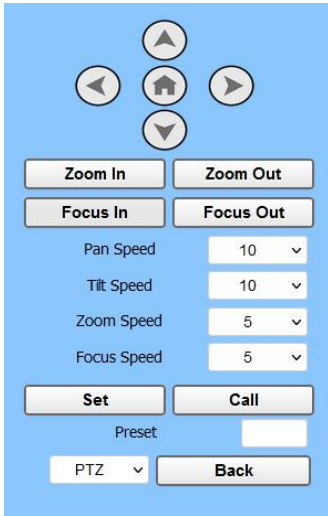 Zoom In Zoom Out
Focus In Focus Out
Pan Speed 10
Tilt Speed 10
Zoom Speed 5
Focus Speed 5
Set Call
Preset
PTZ Back